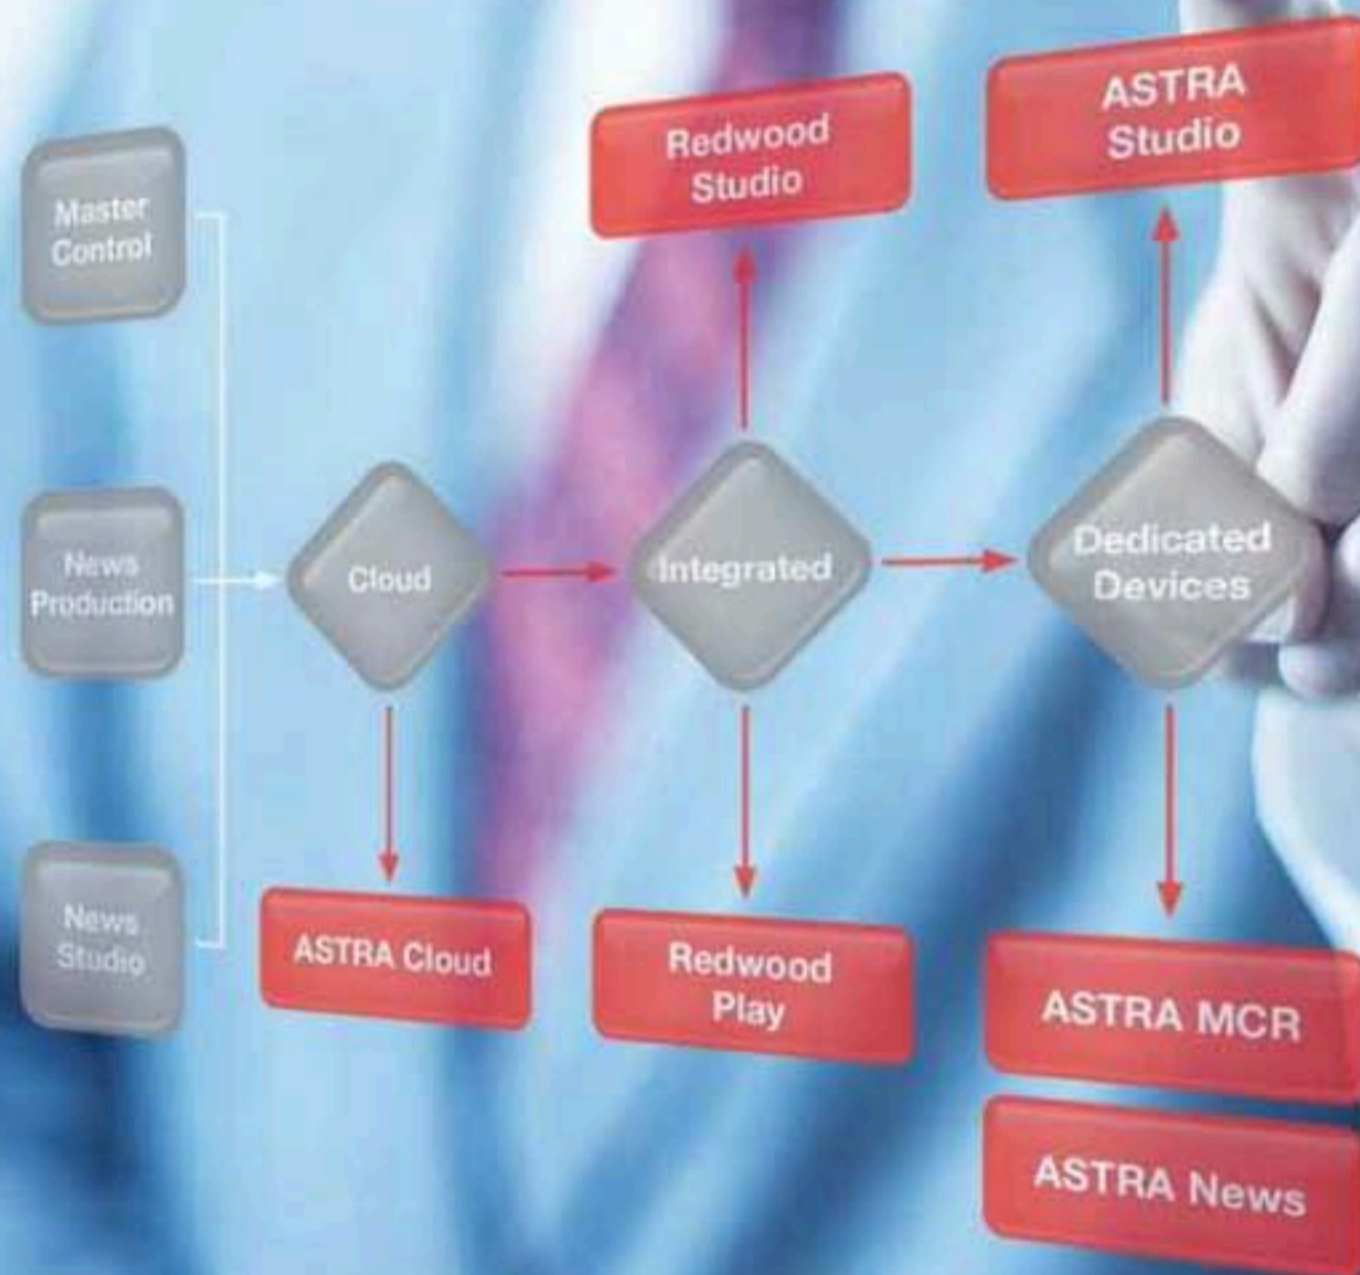 Redwood
Studio
ASTRA
Studio
Master
Control
News
Production
Cloud
Integrated
Dedicated
Devices
News
Studio
ASTRA Cloud
Redwood
Play
ASTRA MCR
ASTRA News